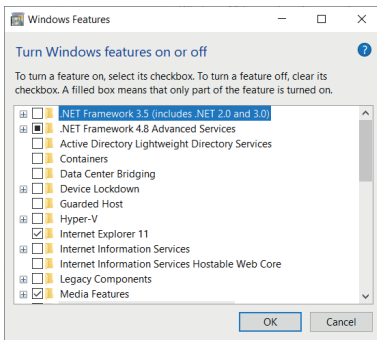 Windows Features
Turn Windows features on or off
To turn a feature on, select its checkbox. To turn a feature off, clear its
checkbox. A filled box means that only part of the feature is turned on.
.NET Framework 3.5 (includes .NET 2.0 and 3.0)
.NET Framework 4.8 Advanced Services
Active Directory Lightweight Directory Services
Containers
Data Center Bridging
Device Lockdown
Guarded Host
Hyper-V
Internet Explorer 11
Internet Information Services
Internet Information Services Hostable Web Core
Legacy Components
Media Features
OK Cancel